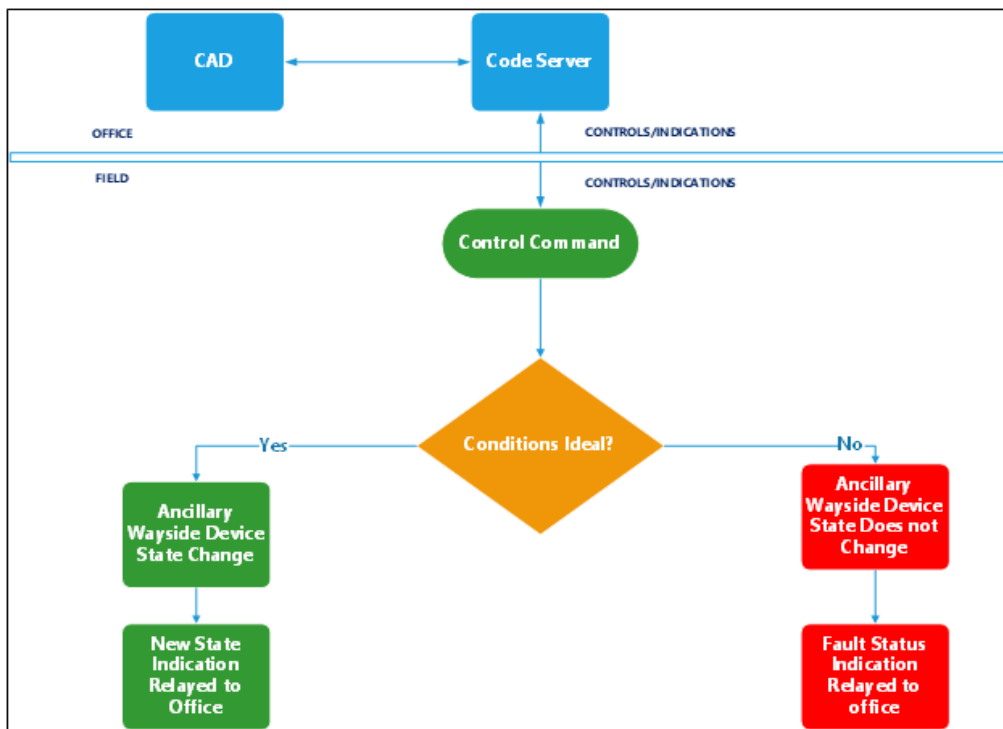 CAD
Code Server
OFFICE
CONTROLS/INDICATIONS
FIELD
CONTROLS/INDICATIONS
Control Command
Conditions Ideal?
Yes
No
Ancillary
Wayside Device
State Change
Ancillary
Wayside Device
State Does not
Change
New State
Indication
Relayed to
Office
Fault Status
Indication
Relayed to
office